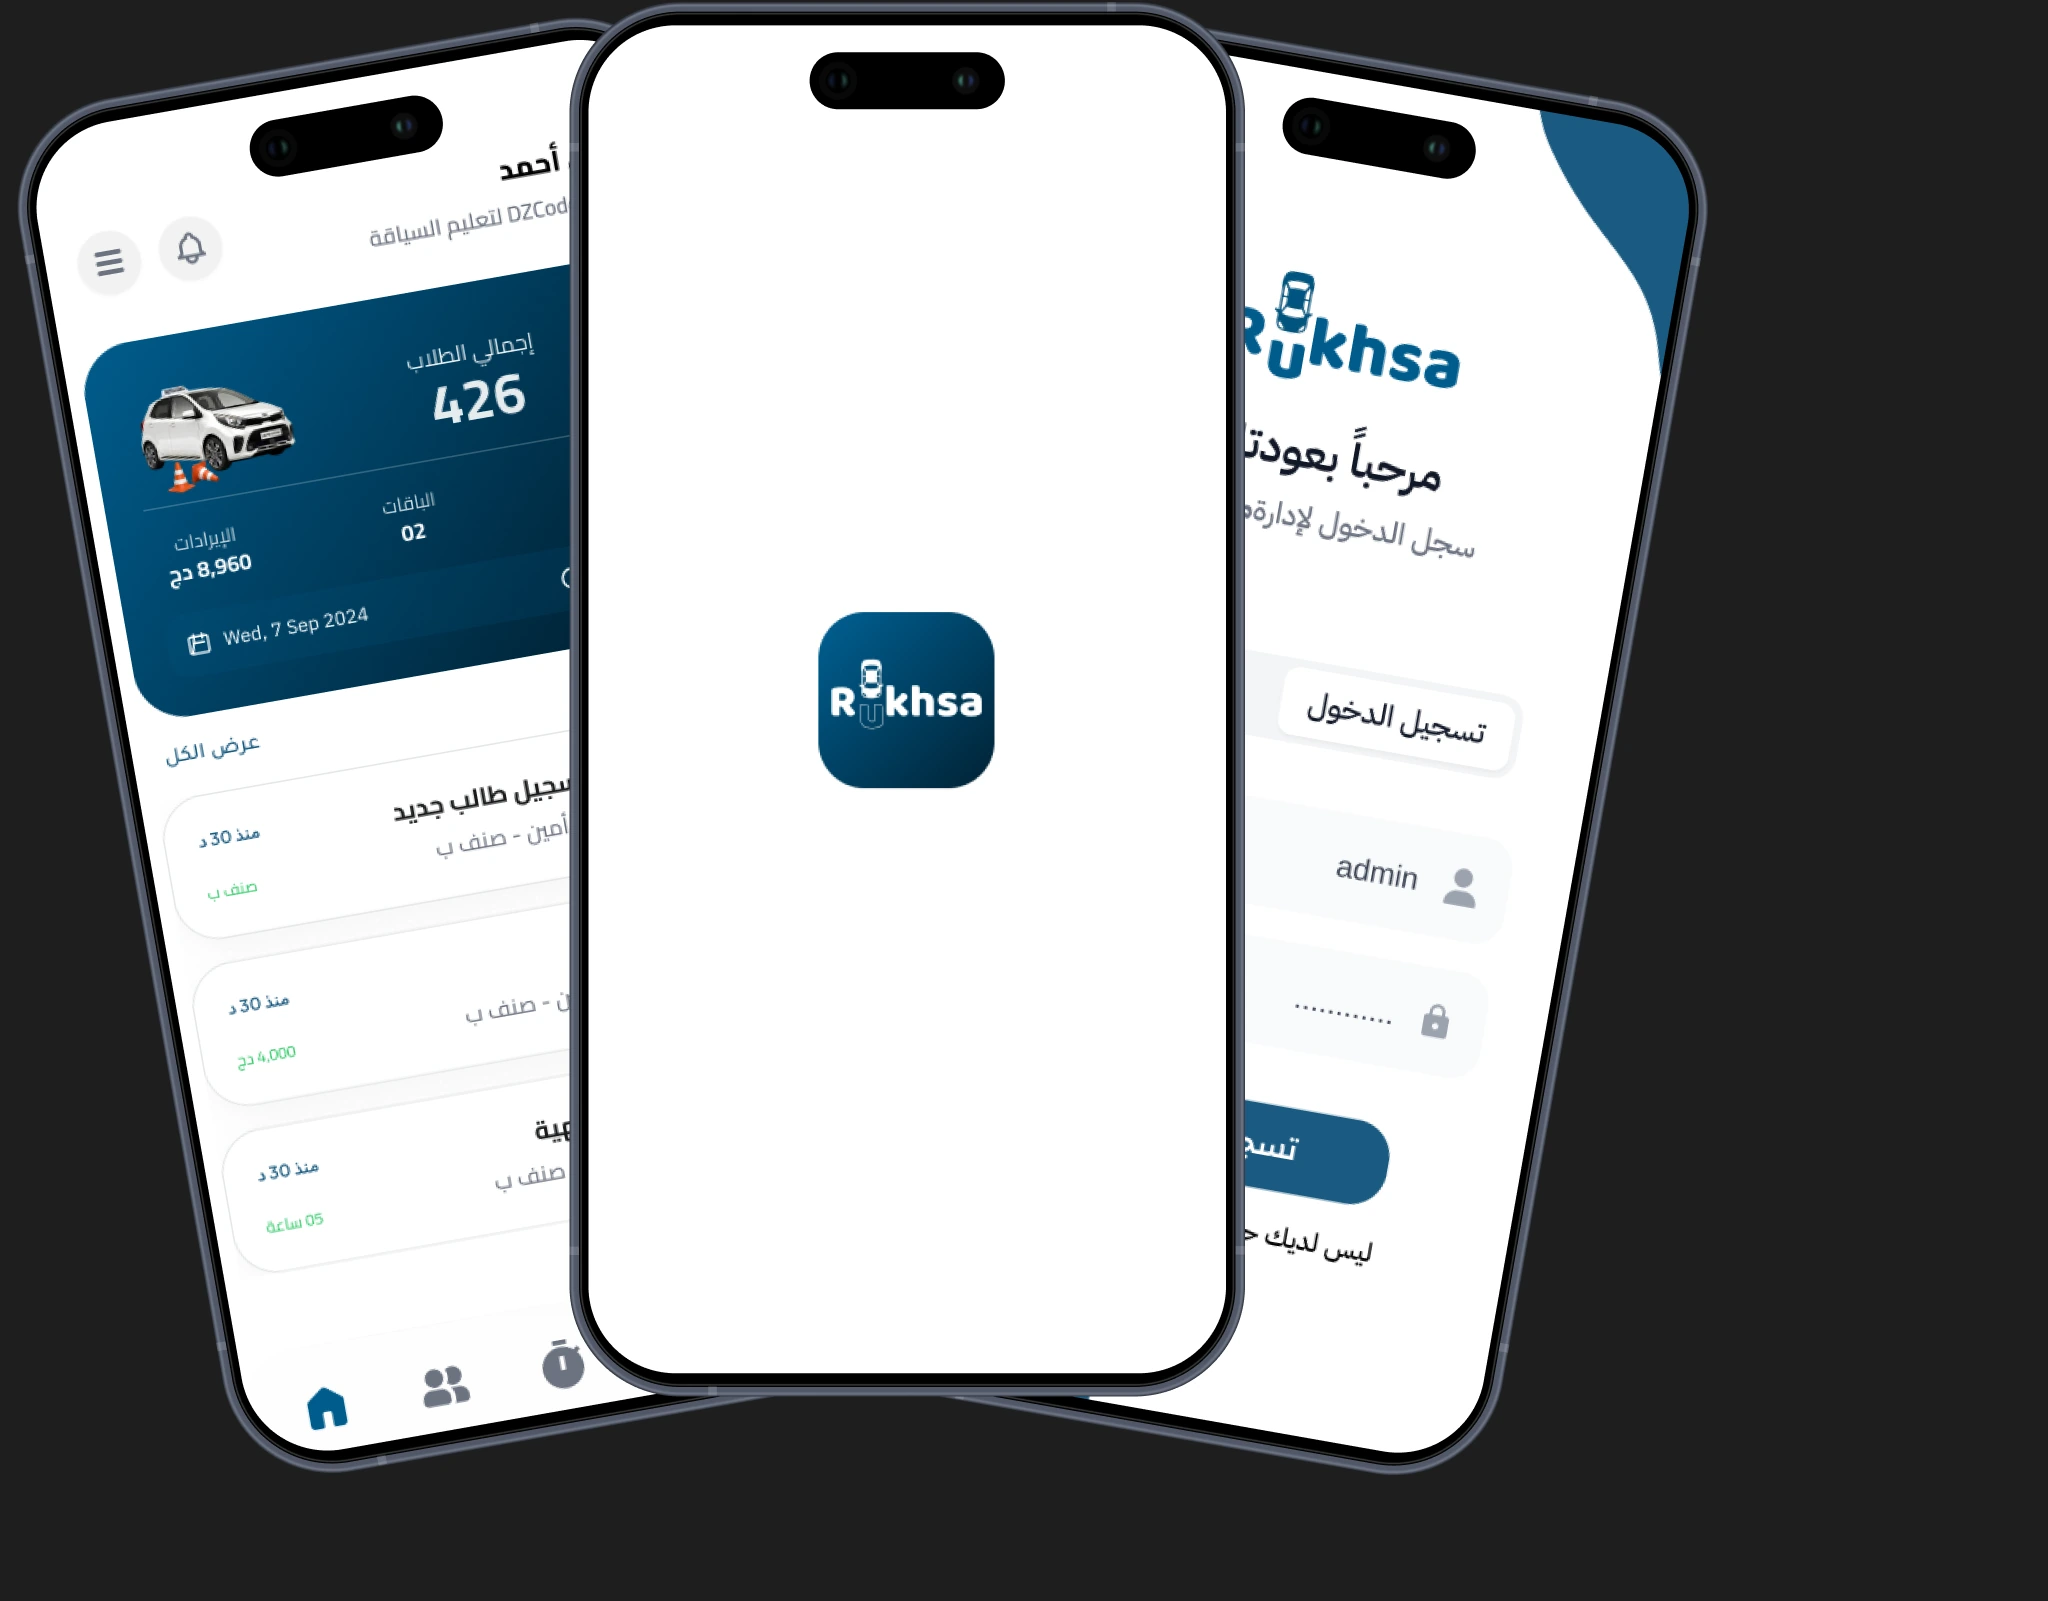 أحمد
DZCode لتعليم السياقة
إجمالي الطلاب
426
الباقات
02
الإيرادات
8,960 دج
Wed, 7 Sep 2024
عرض الكل
تسجيل طالب جديد
أمين - صنف ب
منذ 30 د
صنف ب
صنف ب
منذ 30 د
4,000 دج
صنف ب
منذ 30 د
05 ساعة
Rukhsa
Rukhsa
مرحباً
سجل الدخول لإدارة
تسجيل الدخول
admin
ليس لديك